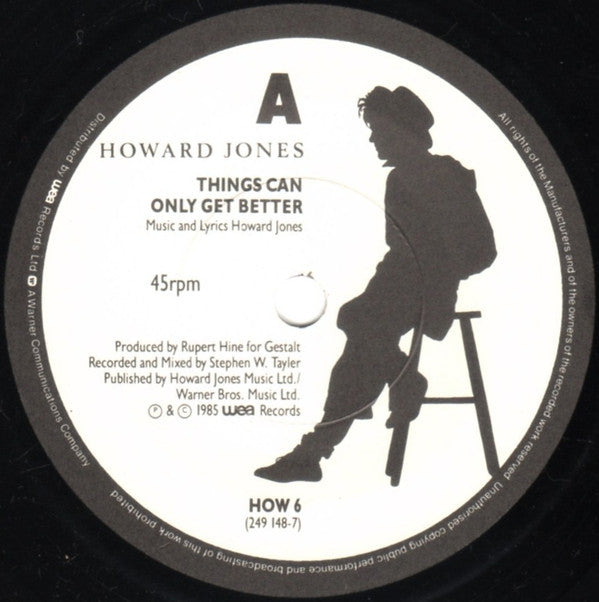 A
HOWARD JONES
THINGS CAN
ONLY GET BETTER
Music and Lyrics Howard Jones
45rpm
Produced by Rupert Hine for Gestalt
Recorded and Mixed by Stephen W. Tayler
Published by Howard Jones Music Ltd./
Warner Bros. Music Ltd.
Ⓟ & © 1985 wea Records
HOW 6
(249 148-7)
All rights of the Manufacturers and of the owners of the recorded work reserved Unauthorised copying public performance and broadcasting of this work prohibited
Distributed by wea Records Ltd A Warner Communications Company